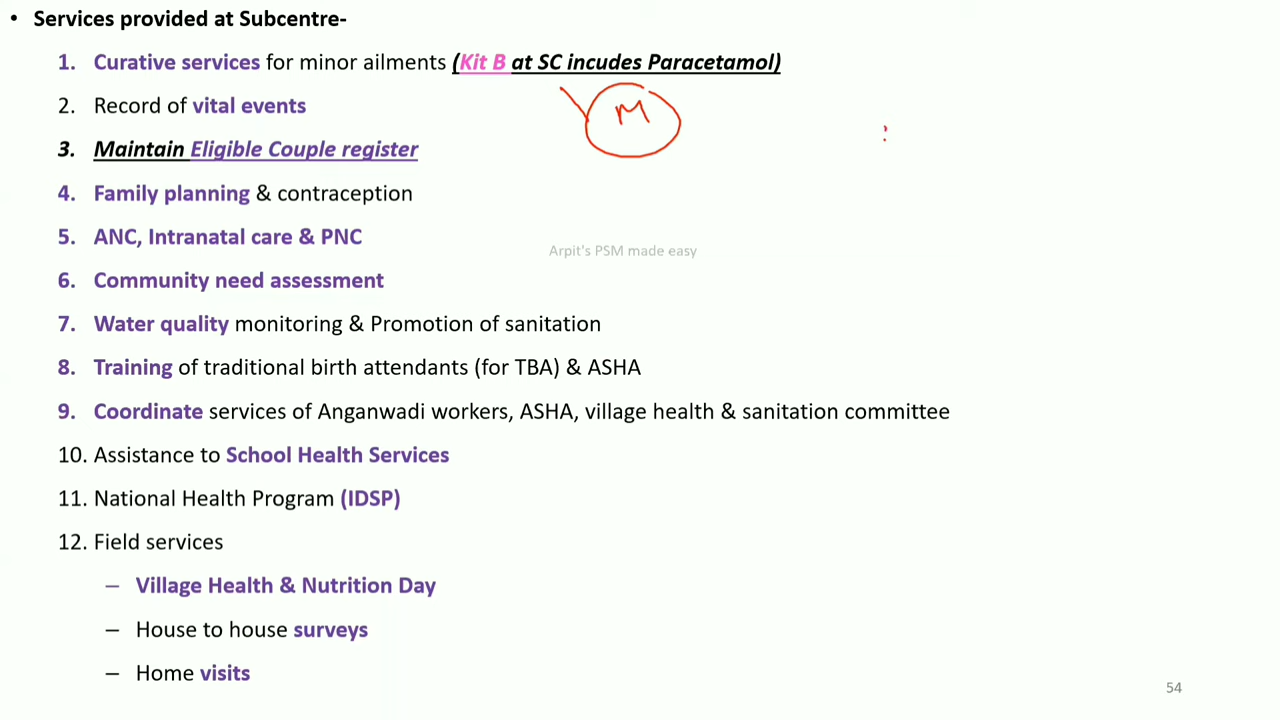 • Services provided at Subcentre-
1. Curative services for minor ailments (Kit B at SC incudes Paracetamol)
M
2. Record of vital events
3. Maintain Eligible Couple register
4. Family planning & contraception
5. ANC, Intranatal care & PNC
Arpit's PSM made easy
6. Community need assessment
7. Water quality monitoring & Promotion of sanitation
8. Training of traditional birth attendants (for TBA) & ASHA
9. Coordinate services of Anganwadi workers, ASHA, village health & sanitation committee
10. Assistance to School Health Services
11. National Health Program (IDSP)
12. Field services
– Village Health & Nutrition Day
– House to house surveys
– Home visits
54